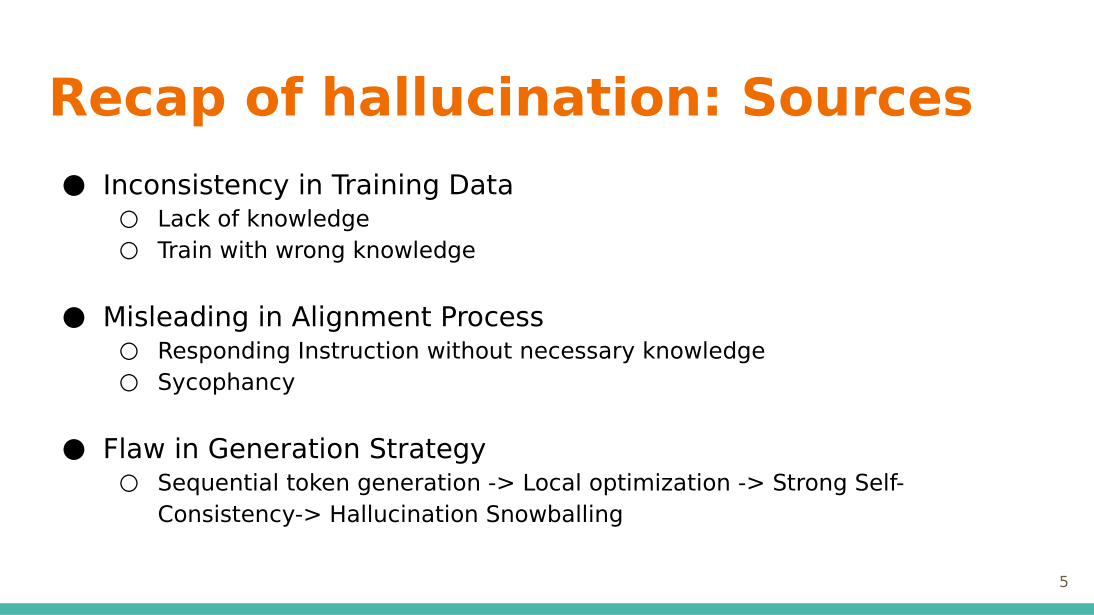 Recap of hallucination: Sources
● Inconsistency in Training Data
○ Lack of knowledge
○ Train with wrong knowledge
● Misleading in Alignment Process
○ Responding Instruction without necessary knowledge
○ Sycophancy
● Flaw in Generation Strategy
○ Sequential token generation -> Local optimization -> Strong Self-
Consistency-> Hallucination Snowballing
5